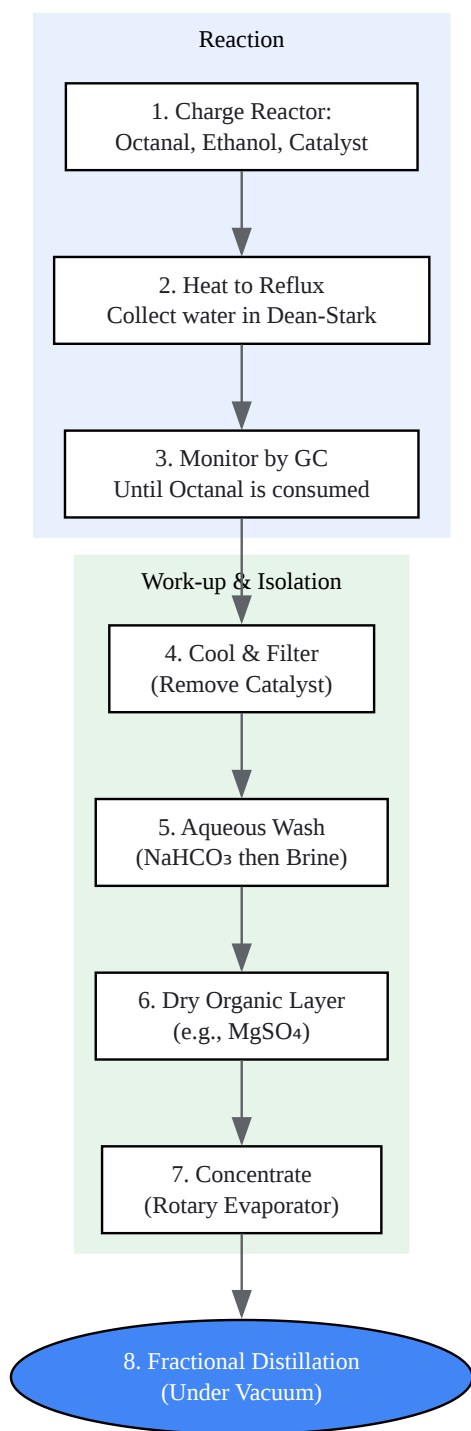 Reaction
1. Charge Reactor:
Octanal, Ethanol, Catalyst
2. Heat to Reflux
Collect water in Dean-Stark
3. Monitor by GC
Until Octanal is consumed
Work-up & Isolation
4. Cool & Filter
(Remove Catalyst)
5. Aqueous Wash
(NaHCO₃ then Brine)
6. Dry Organic Layer
(e.g., MgSO₄)
7. Concentrate
(Rotary Evaporator)
8. Fractional Distillation
(Under Vacuum)